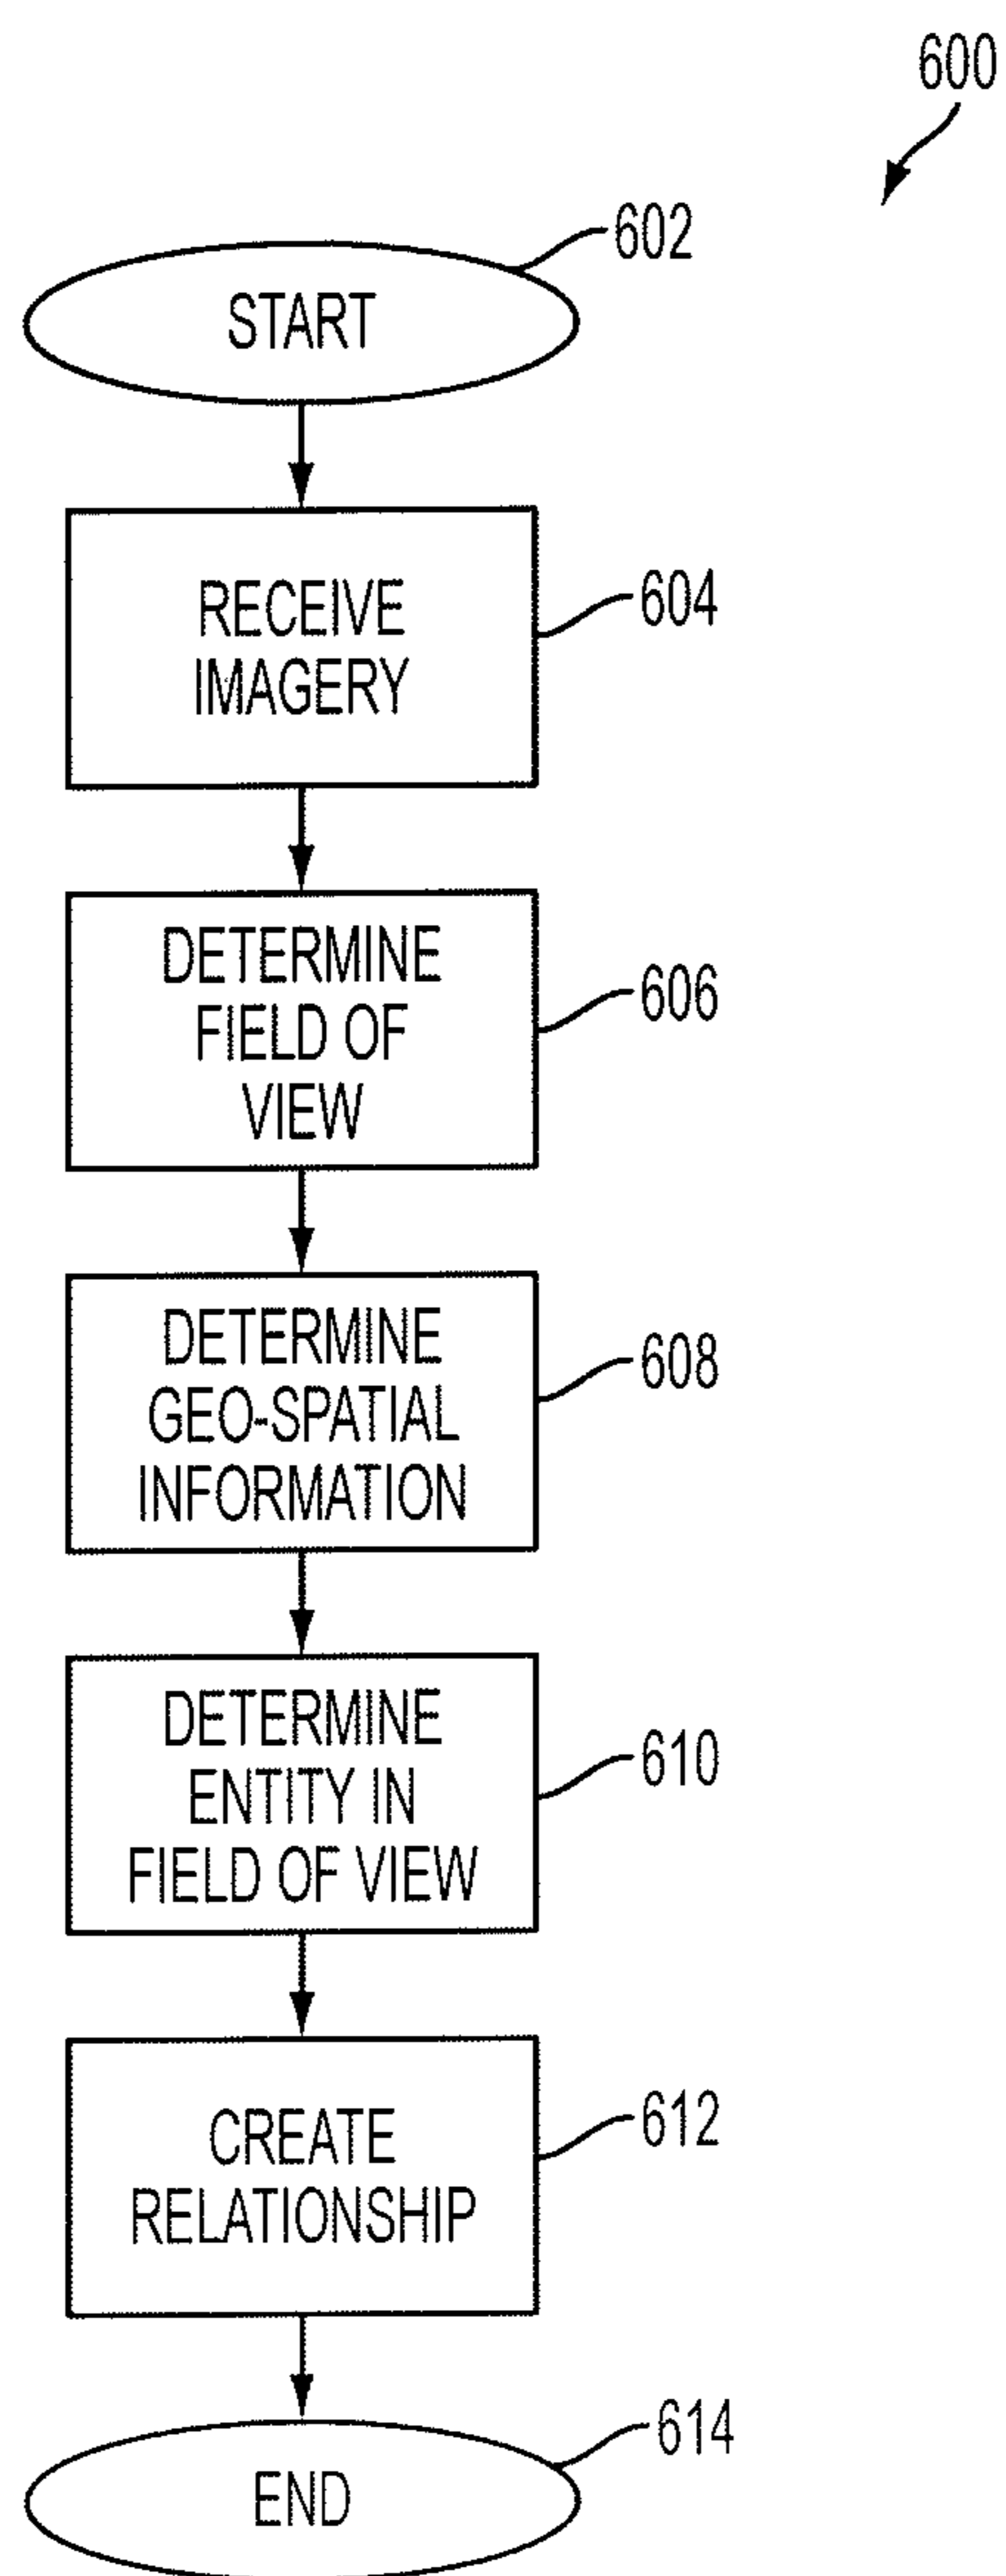 600
602
START
RECEIVE
IMAGERY
604
DETERMINE
FIELD OF
VIEW
606
DETERMINE
GEO-SPATIAL
INFORMATION
608
DETERMINE
ENTITY IN
FIELD OF VIEW
610
CREATE
RELATIONSHIP
612
614
END